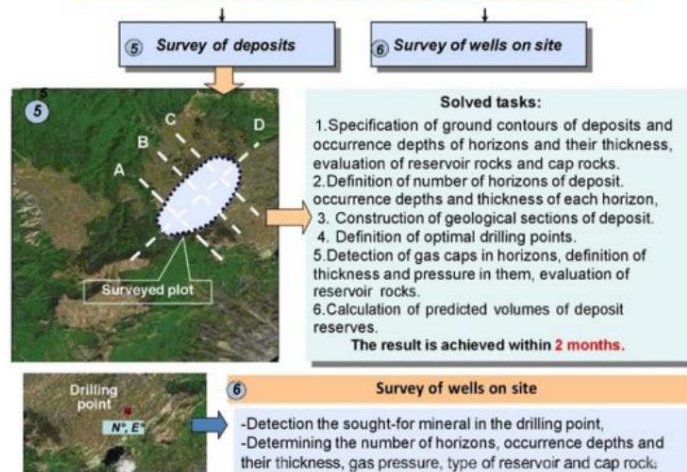 5 Survey of deposits
6 Survey of wells on site
5
5
A
B
C
D
Surveyed plot
Solved tasks:
1.Specification of ground contours of deposits and
occurrence depths of horizons and their thickness,
evaluation of reservoir rocks and cap rocks.
2.Definition of number of horizons of deposit.
occurrence depths and thickness of each horizon,
3. Construction of geological sections of deposit.
4. Definition of optimal drilling points.
5.Detection of gas caps in horizons, definition of
thickness and pressure in them, evaluation of
reservoir rocks.
6.Calculation of predicted volumes of deposit
reserves.
The result is achieved within 2 months.
Drilling
point
N°, E°
6 Survey of wells on site
-Detection the sought-for mineral in the drilling point,
-Determining the number of horizons, occurrence depths and
their thickness, gas pressure, type of reservoir and cap rock.